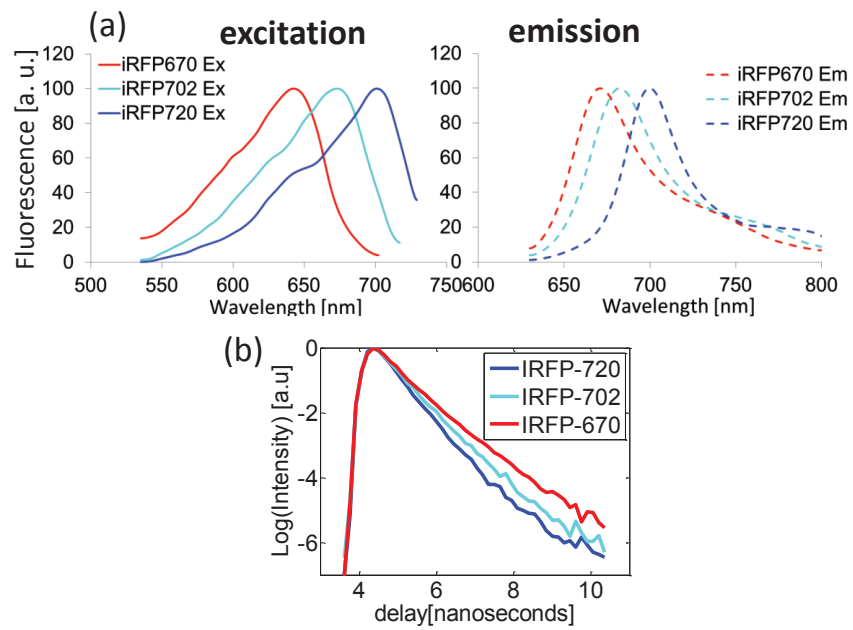 (a)
excitation
emission
Fluorescence [a. u.]
120
100
80
60
40
20
0
iRFP670 Ex
iRFP702 Ex
iRFP720 Ex
500
550
600
650
700
750
Wavelength [nm]
120
100
80
60
40
20
0
iRFP670 Em
iRFP702 Em
iRFP720 Em
600
650
700
750
800
Wavelength [nm]
(b)
Log(Intensity) [a.u]
0
-2
-4
-6
IRFP-720
IRFP-702
IRFP-670
4
6
8
10
delay[nanoseconds]